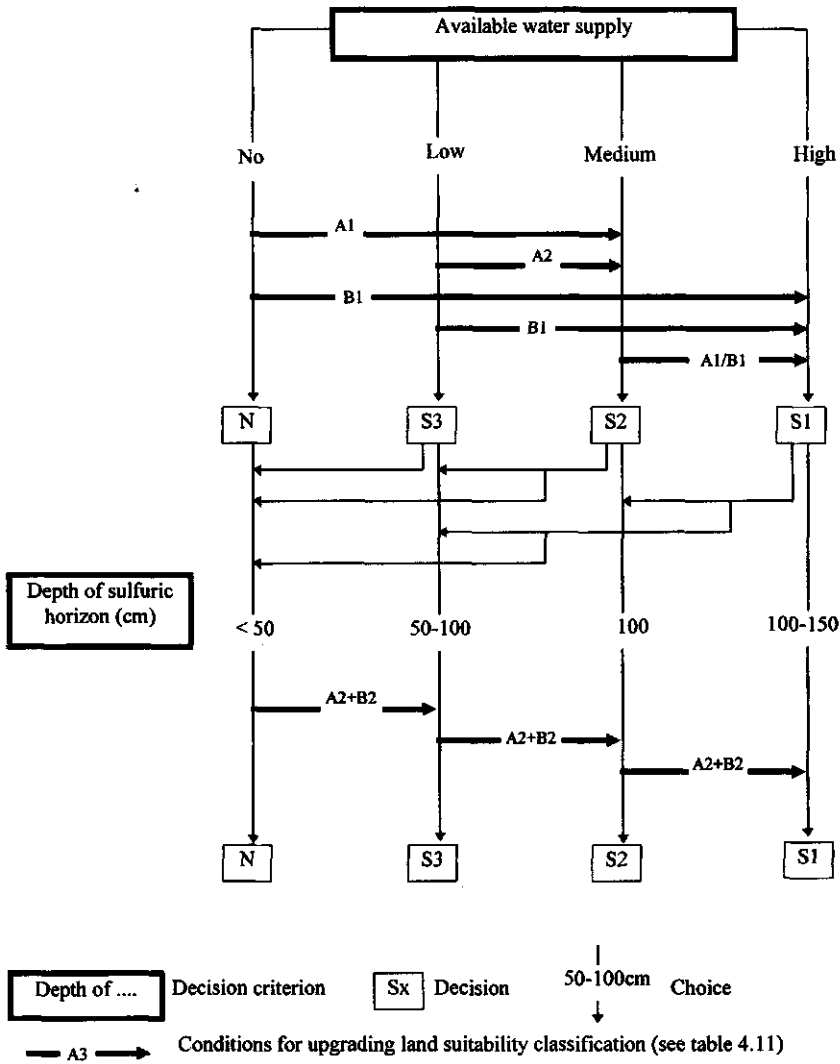 Available water supply
No
Low
Medium
High
A1
A2
B1
B1
A1/B1
N
S3
S2
S1
Depth of sulfuric
horizon (cm)
< 50
50-100
100
100-150
A2+B2
A2+B2
A2+B2
N
S3
S2
S1
Depth of ....
Decision criterion
Sx
Decision
50-100cm
Choice
A3
Conditions for upgrading land suitability classification (see table 4.11)